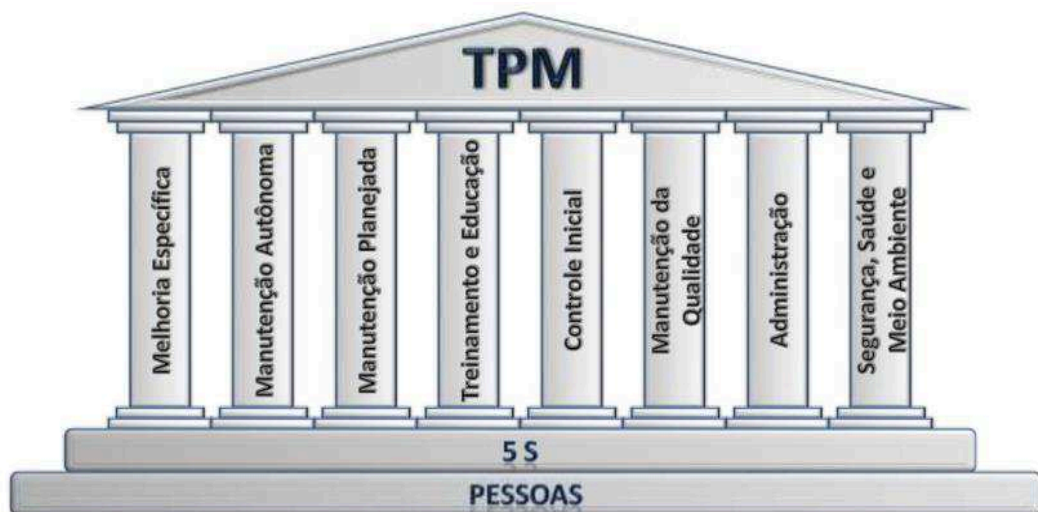 TPM
Melhoria Específica
Manutenção Autônoma
Manutenção Planejada
Treinamento e Educação
Controle Inicial
Manutenção da
Qualidade
Administração
Segurança, Saúde e
Meio Ambiente
5 S
PESSOAS